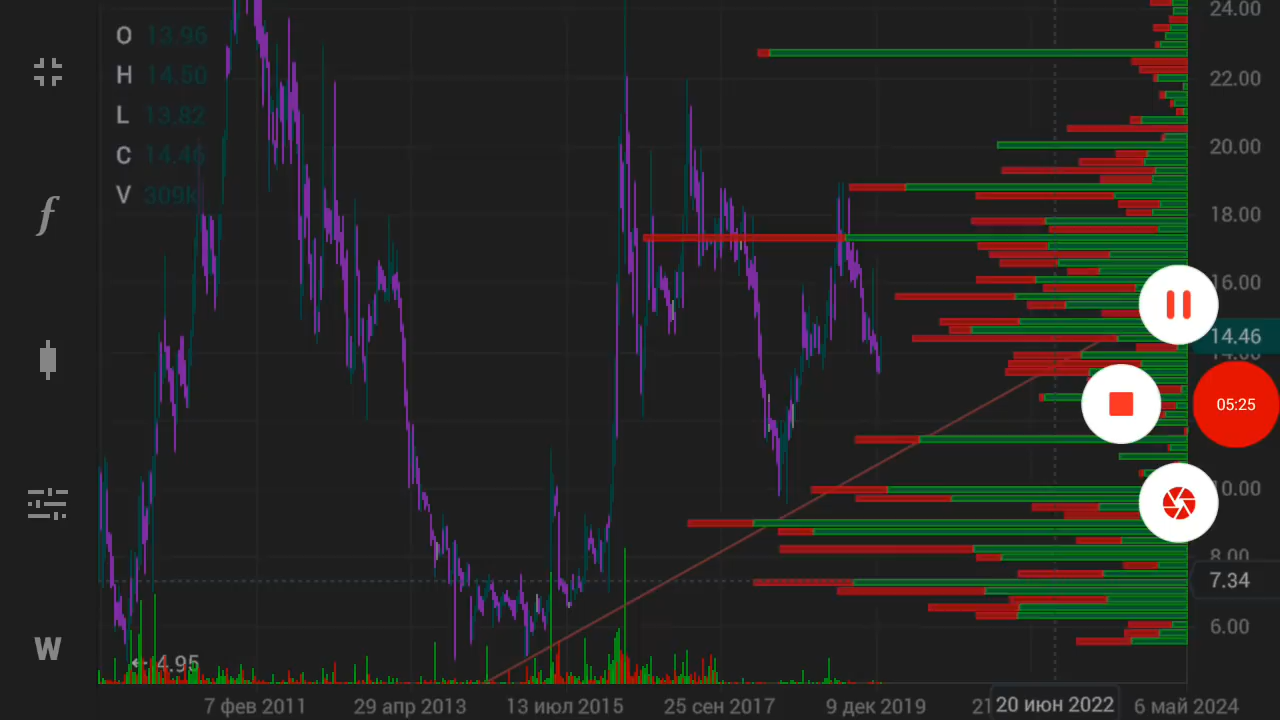 O 13.96
H 14.50
L 13.82
C 14.46
V 309K
24.00
22.00
20.00
18.00
16.00
14.46
14.00
05:25
10.00
8.00
7.34
6.00
f
W
← 4.95
7 фев 2011
29 апр 2013
13 июл 2015
25 сен 2017
9 дек 2019
21
20 июн 2022
6 май 2024